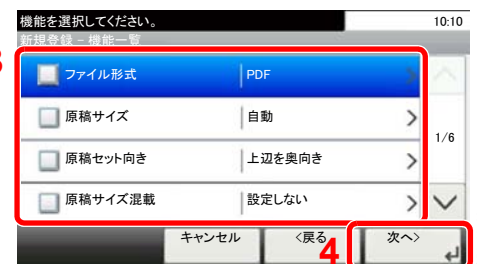 機能を選択してください。 10:10
新規登録 - 機能一覧
3
ファイル形式 PDF
原稿サイズ 自動
1/6
原稿セット向き 上辺を奥向き
原稿サイズ混載 設定しない
キャンセル <戻る 4 次へ>